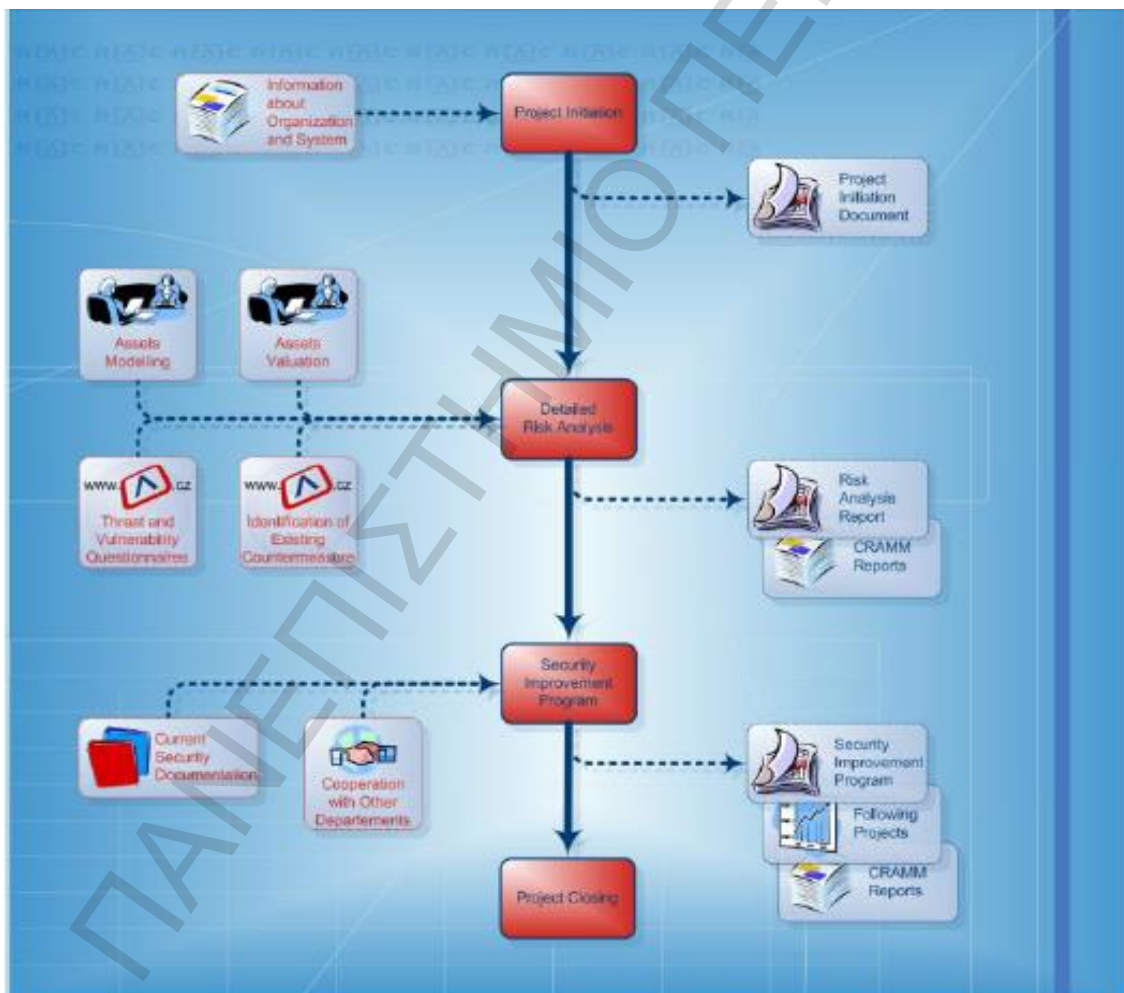 Information
about
Organization
and System
Project Initiation
Project
Initiation
Document
Assets
Modelling
Assets
Valuation
Detailed
Risk Analysis
www. .cz
Threat and
Vulnerability
Questionnaires
www. .cz
Identification of
Existing
Countermeasure
Risk
Analysis
Report
CRAMM
Reports
Security
Improvement
Program
Current
Security
Documentation
Cooperation
with Other
Departements
Security
Improvement
Program
Following
Projects
CRAMM
Reports
Project Closing
ΠΑΝΕΠΙΣΤΗΜΙΟ ΠΕ